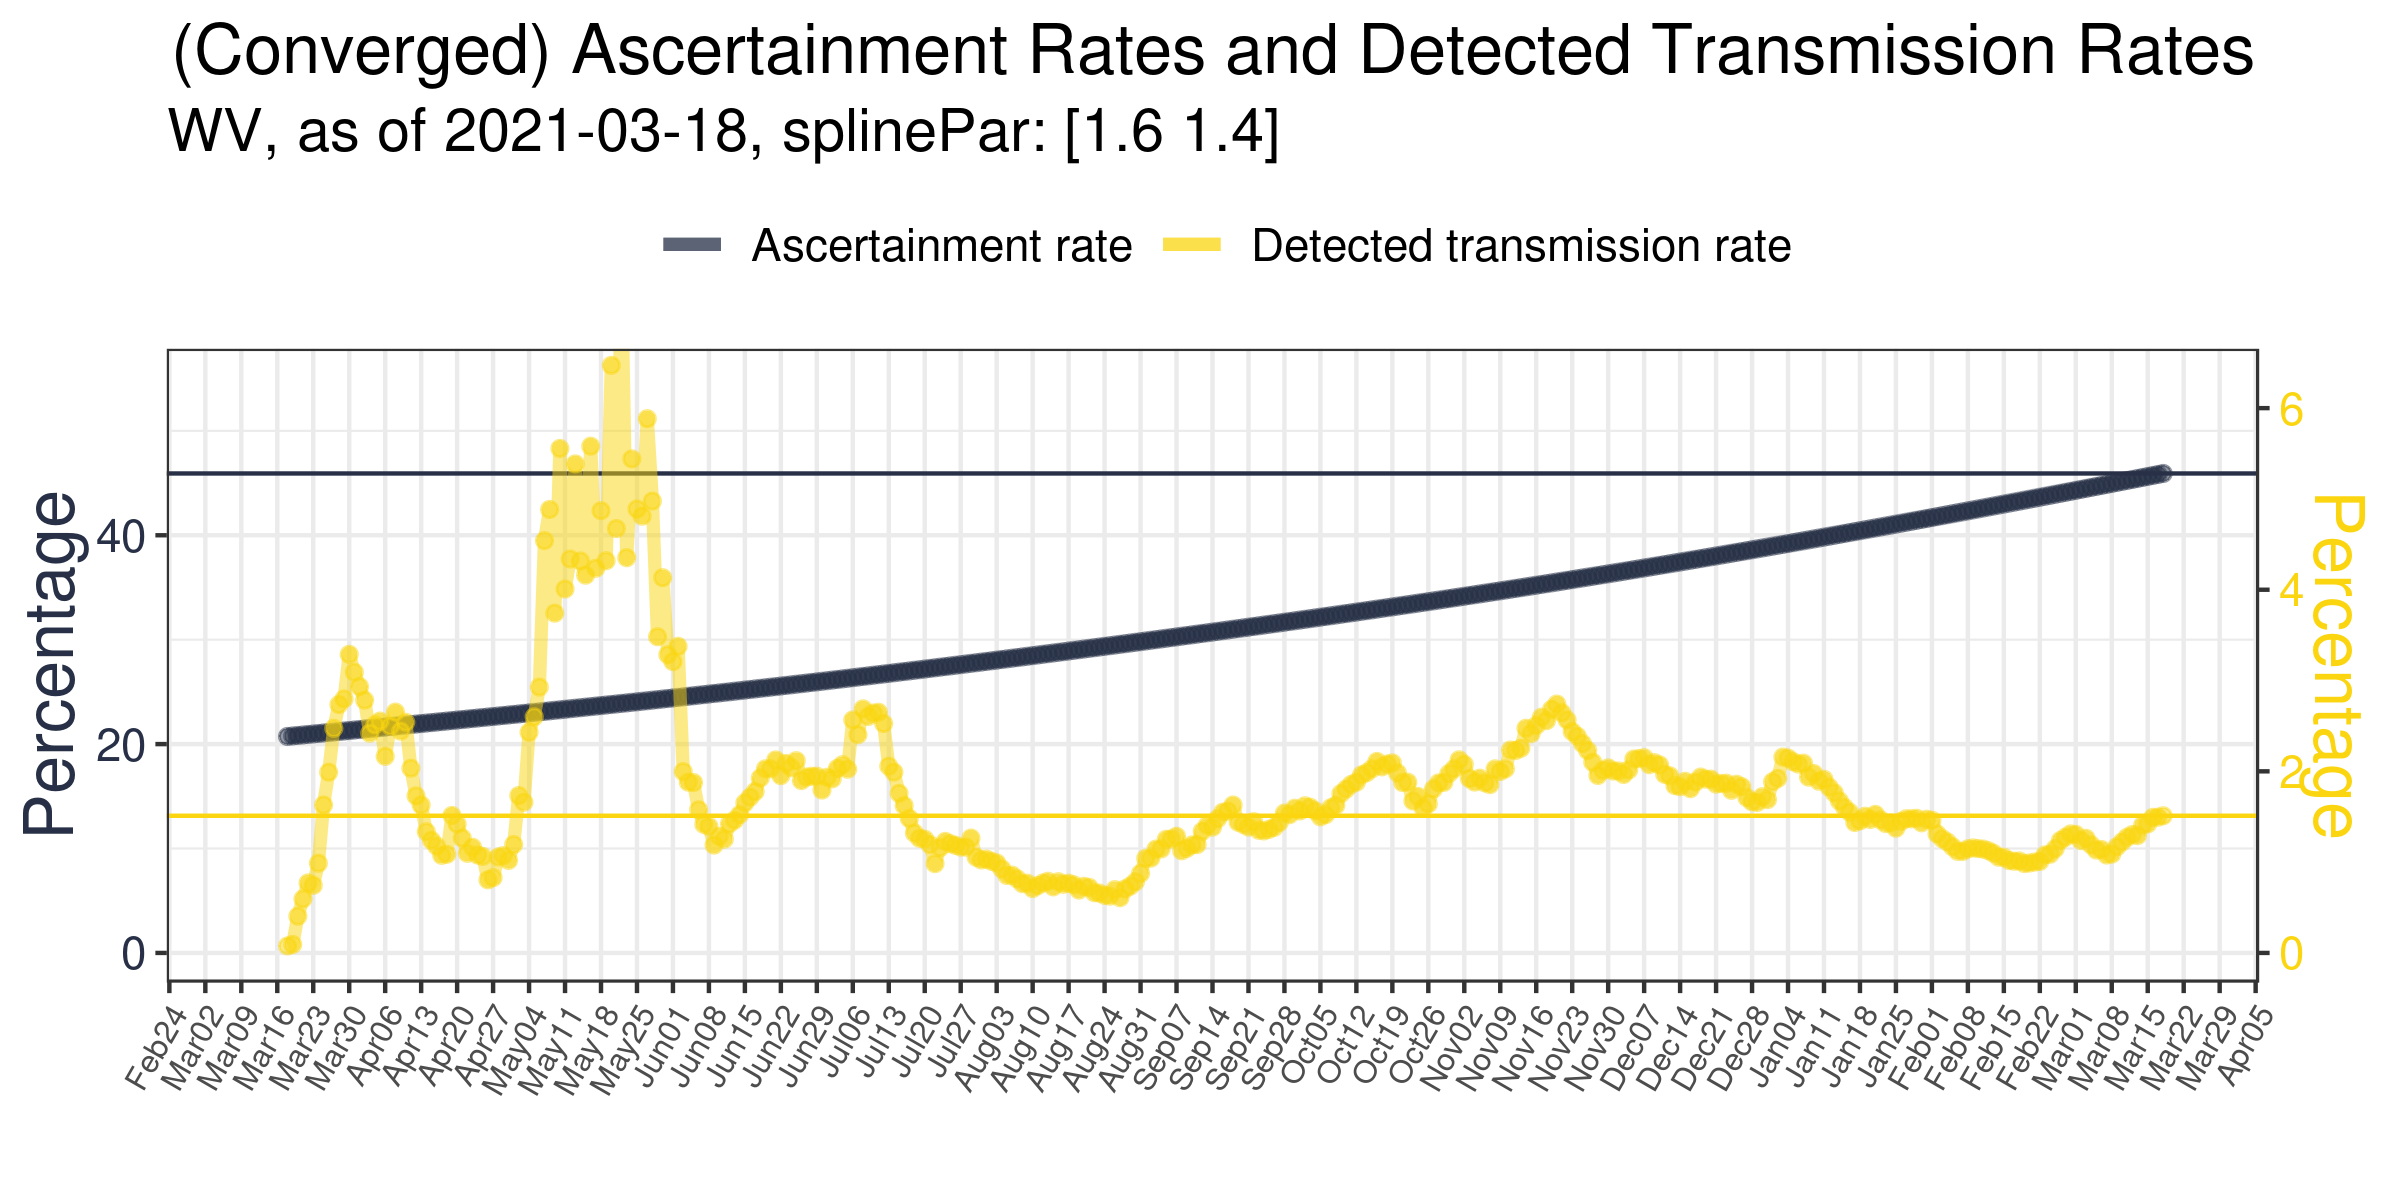 (Converged) Ascertainment Rates and Detected Transmission Rates
WV, as of 2021-03-18, splinePar: [1.6 1.4]
Ascertainment rate
Detected transmission rate
Percentage
40
20
0
6
4
2
0
Percentage
Feb24
Mar02
Mar09
Mar16
Mar23
Mar30
Apr06
Apr13
Apr20
Apr27
May04
May11
May18
May25
Jun01
Jun08
Jun15
Jun22
Jun29
Jul06
Jul13
Jul20
Jul27
Aug03
Aug10
Aug17
Aug24
Aug31
Sep07
Sep14
Sep21
Sep28
Oct05
Oct12
Oct19
Oct26
Nov02
Nov09
Nov16
Nov23
Nov30
Dec07
Dec14
Dec21
Dec28
Jan04
Jan11
Jan18
Jan25
Feb01
Feb08
Feb15
Feb22
Mar01
Mar08
Mar15
Mar22
Mar29
Apr05